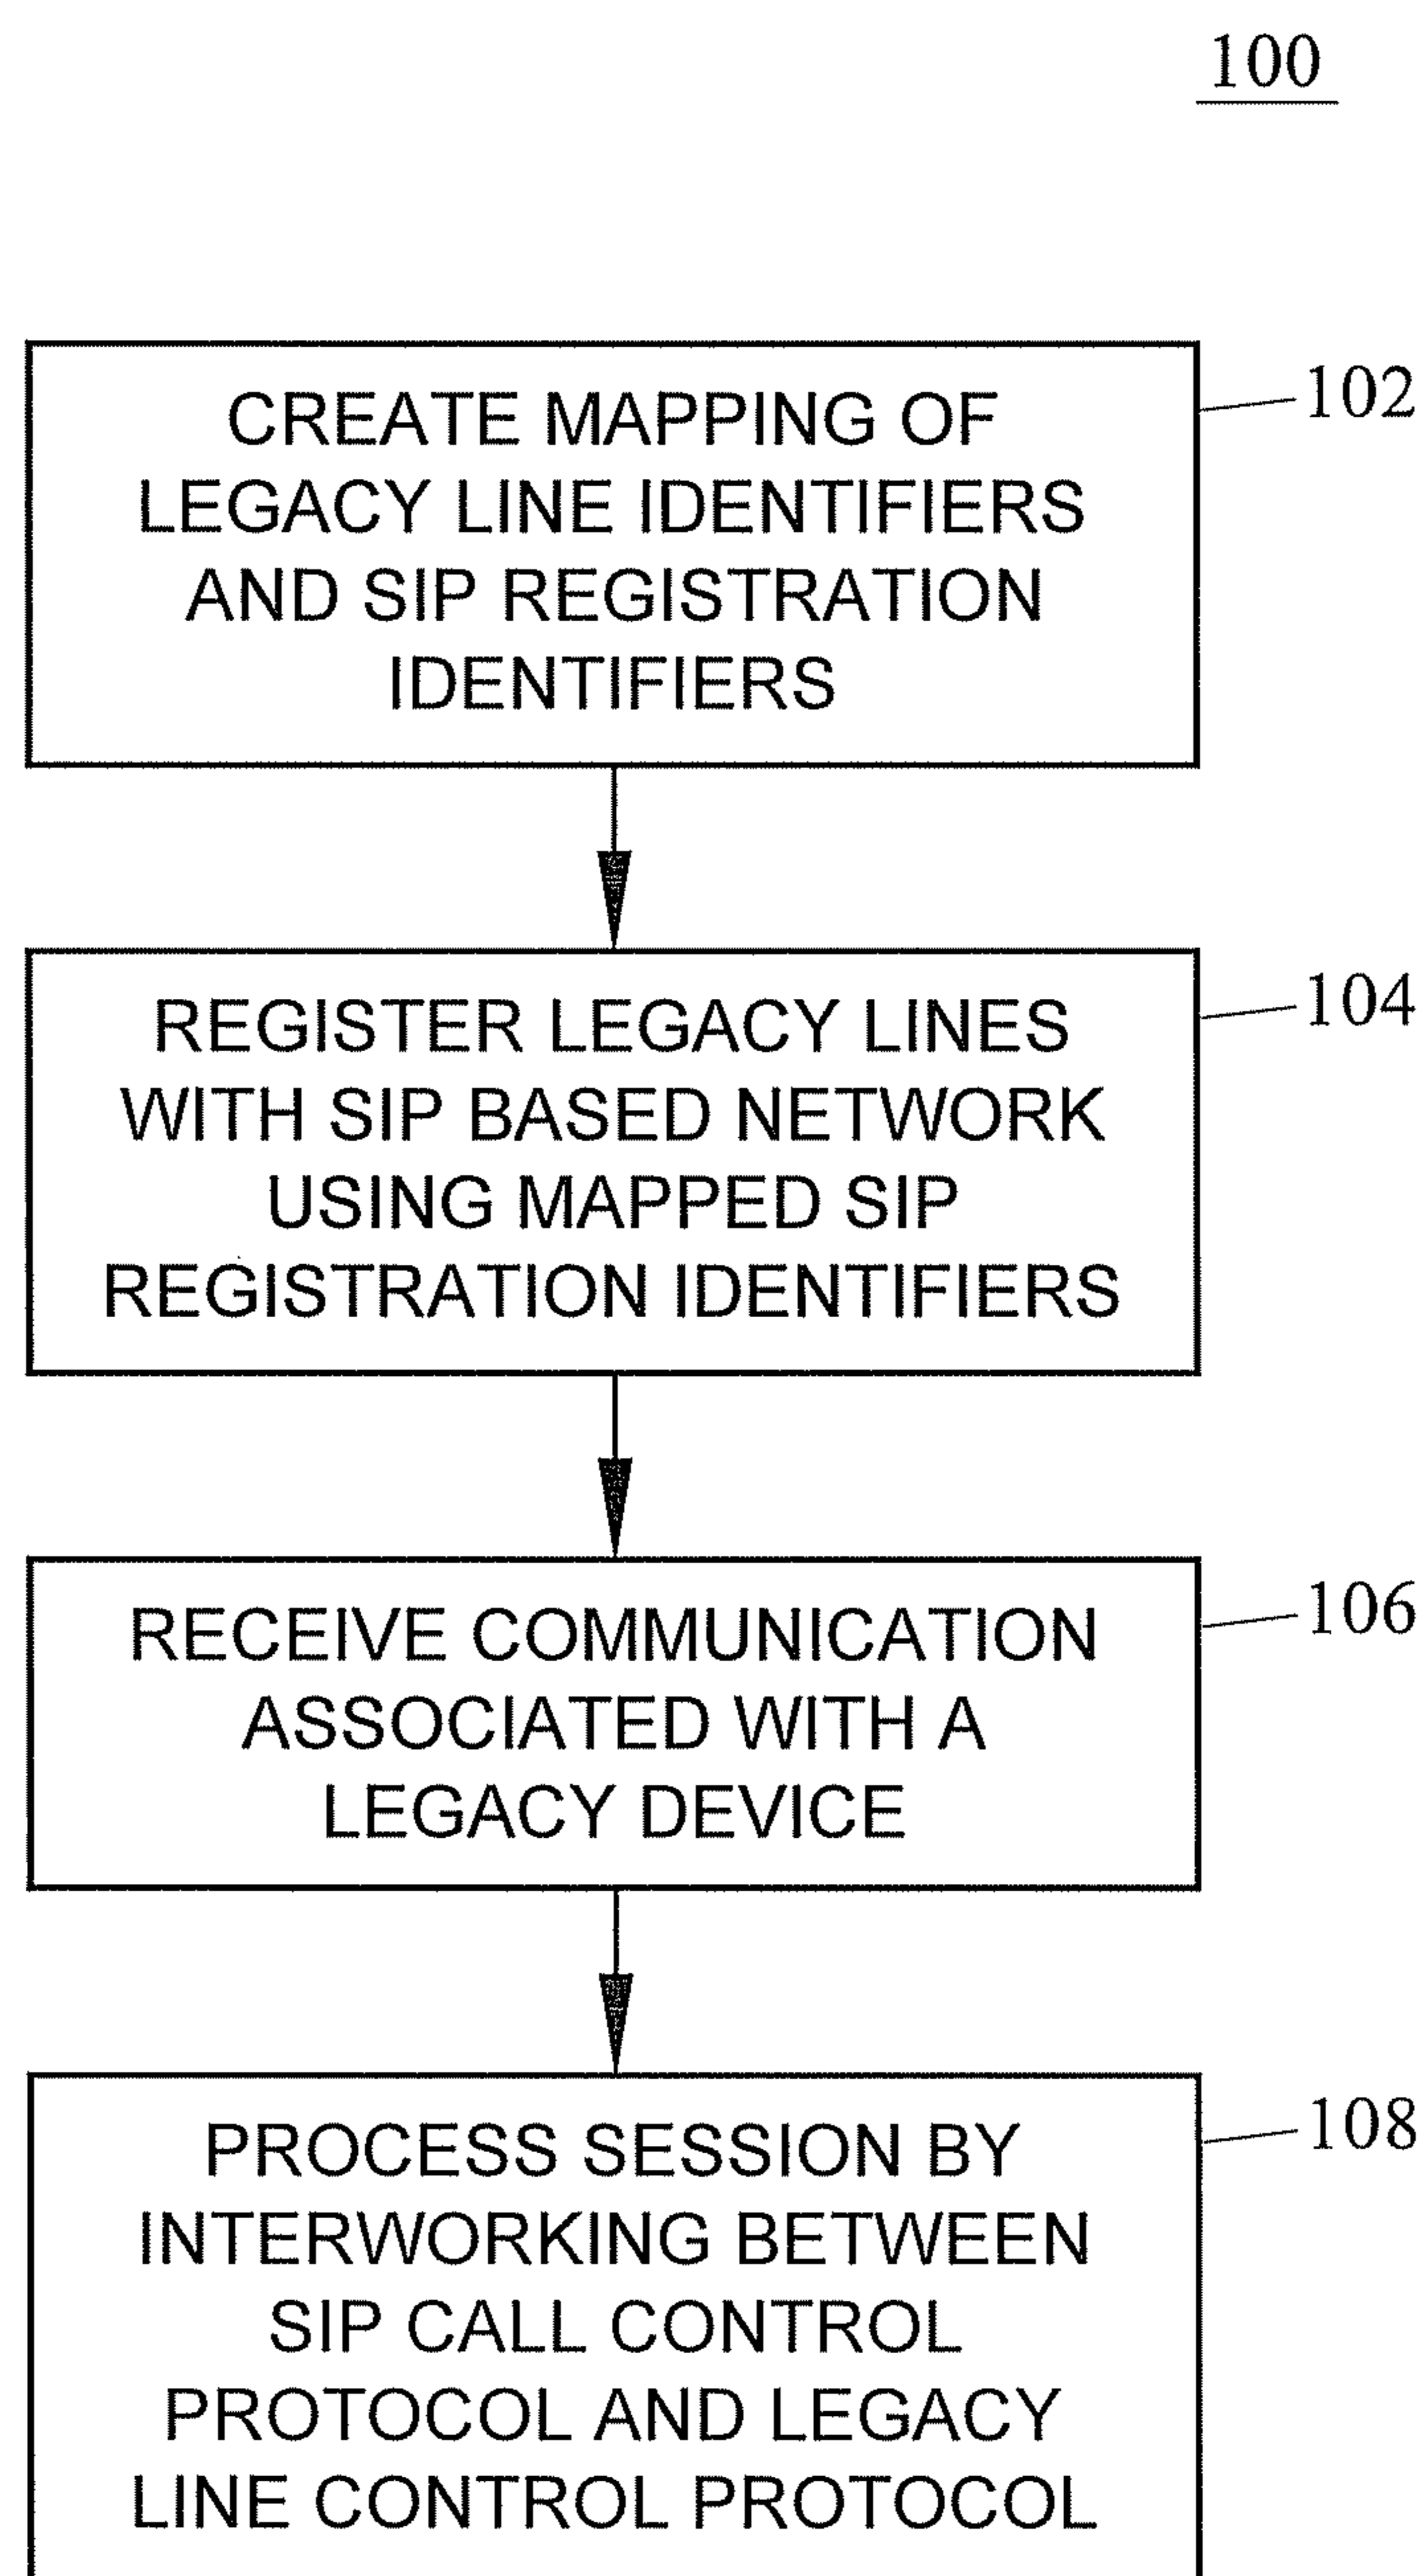 100
CREATE MAPPING OF
LEGACY LINE IDENTIFIERS
AND SIP REGISTRATION
IDENTIFIERS
102
REGISTER LEGACY LINES
WITH SIP BASED NETWORK
USING MAPPED SIP
REGISTRATION IDENTIFIERS
104
RECEIVE COMMUNICATION
ASSOCIATED WITH A
LEGACY DEVICE
106
PROCESS SESSION BY
INTERWORKING BETWEEN
SIP CALL CONTROL
PROTOCOL AND LEGACY
LINE CONTROL PROTOCOL
108